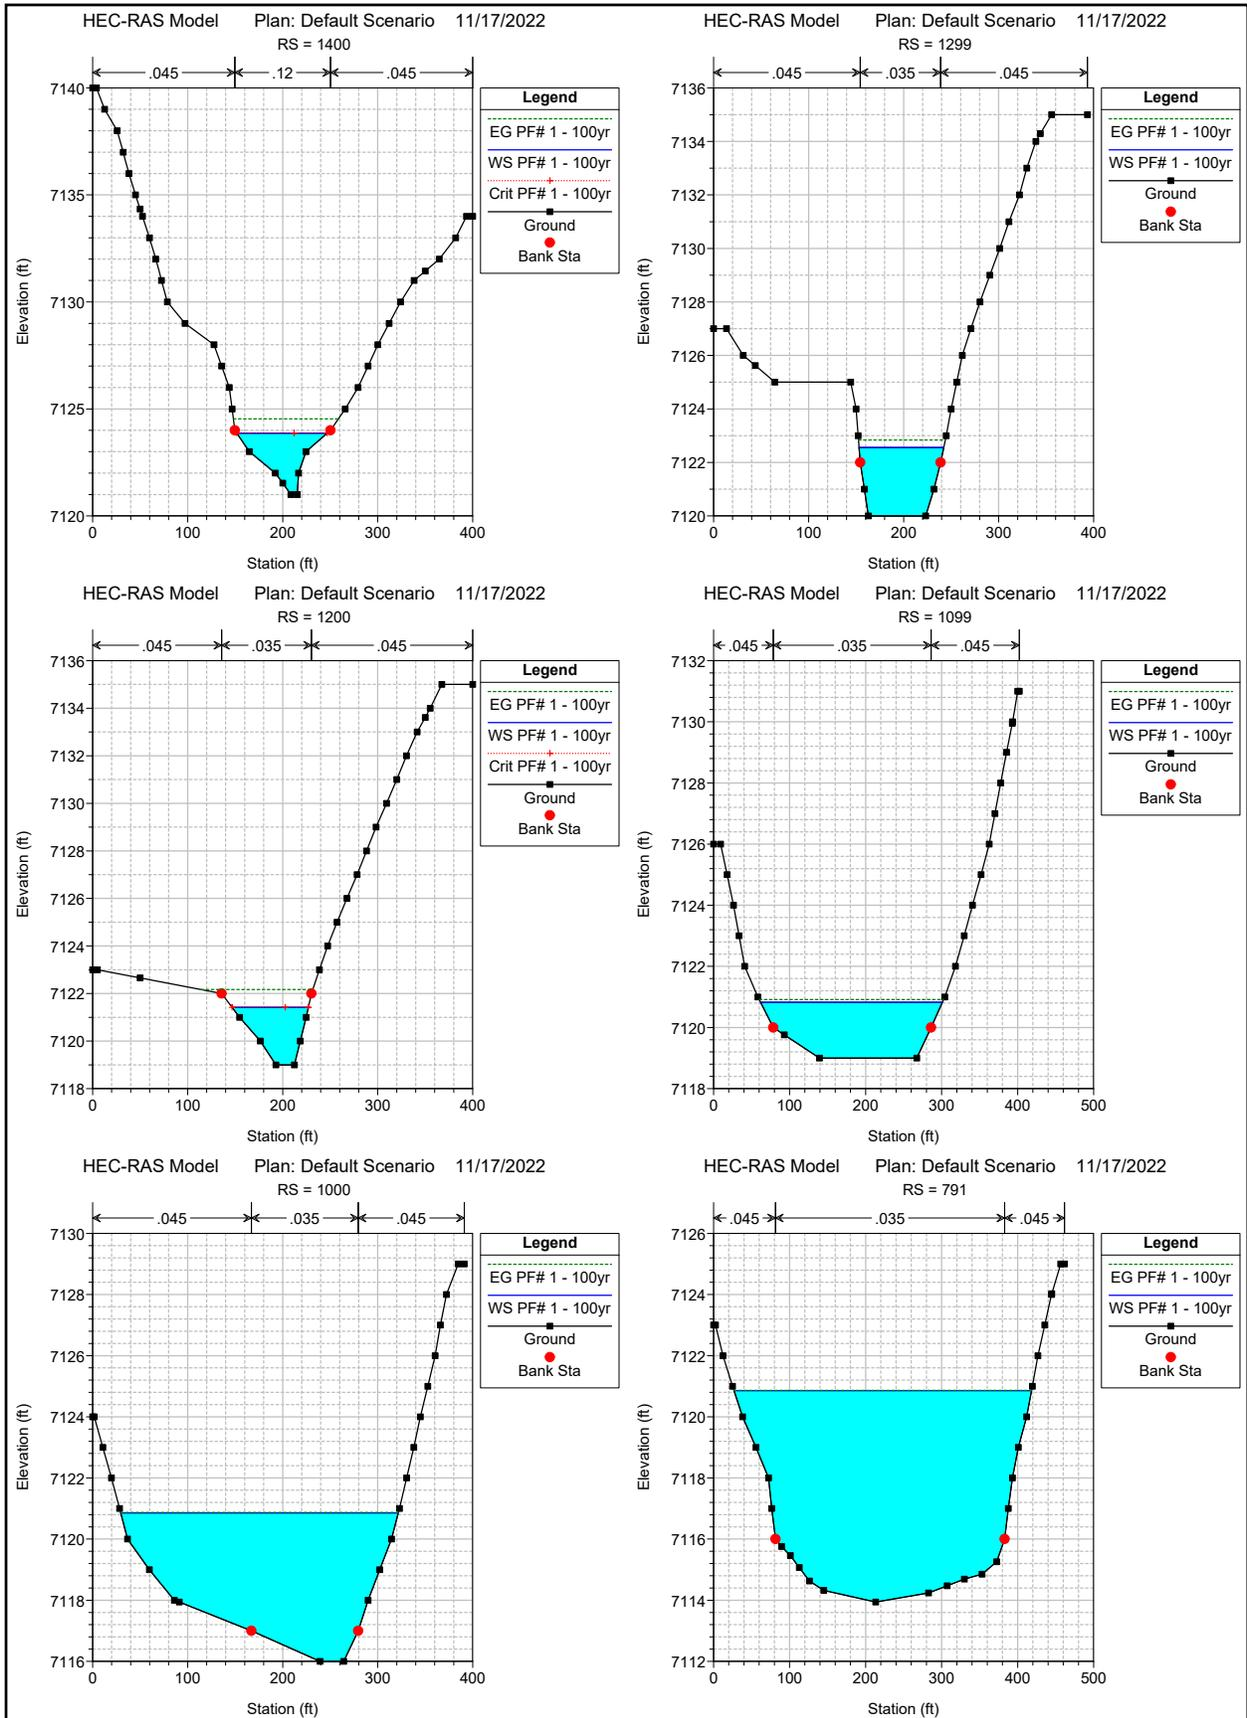 HEC-RAS Model Plan: Default Scenario 11/17/2022
RS = 1400
.045 .12 .045
7140
7135
7130
7125
7120
Elevation (ft)
0 100 200 300 400
Station (ft)
Legend
EG PF# 1 - 100yr
WS PF# 1 - 100yr
Crit PF# 1 - 100yr
Ground
Bank Sta
HEC-RAS Model Plan: Default Scenario 11/17/2022
RS = 1299
.045 .035 .045
7136
7134
7132
7130
7128
7126
7124
7122
7120
Elevation (ft)
0 100 200 300 400
Station (ft)
Legend
EG PF# 1 - 100yr
WS PF# 1 - 100yr
Ground
Bank Sta
HEC-RAS Model Plan: Default Scenario 11/17/2022
RS = 1200
.045 .035 .045
7136
7134
7132
7130
7128
7126
7124
7122
7120
7118
Elevation (ft)
0 100 200 300 400
Station (ft)
Legend
EG PF# 1 - 100yr
WS PF# 1 - 100yr
Crit PF# 1 - 100yr
Ground
Bank Sta
HEC-RAS Model Plan: Default Scenario 11/17/2022
RS = 1099
.045 .035 .045
7132
7130
7128
7126
7124
7122
7120
7118
Elevation (ft)
0 100 200 300 400 500
Station (ft)
Legend
EG PF# 1 - 100yr
WS PF# 1 - 100yr
Ground
Bank Sta
HEC-RAS Model Plan: Default Scenario 11/17/2022
RS = 1000
.045 .035 .045
7130
7128
7126
7124
7122
7120
7118
7116
Elevation (ft)
0 100 200 300 400
Station (ft)
Legend
EG PF# 1 - 100yr
WS PF# 1 - 100yr
Ground
Bank Sta
HEC-RAS Model Plan: Default Scenario 11/17/2022
RS = 791
.045 .035 .045
7126
7124
7122
7120
7118
7116
7114
7112
Elevation (ft)
0 100 200 300 400 500
Station (ft)
Legend
EG PF# 1 - 100yr
WS PF# 1 - 100yr
Ground
Bank Sta